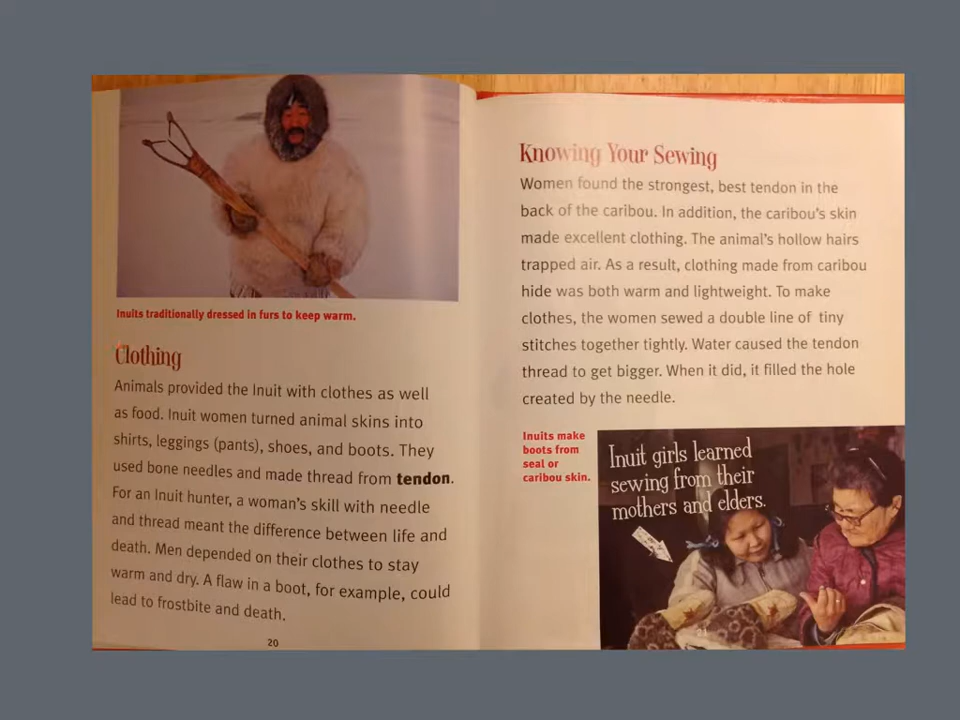 Inuits traditionally dressed in furs to keep warm.
Clothing
Animals provided the Inuit with clothes as well
as food. Inuit women turned animal skins into
shirts, leggings (pants), shoes, and boots. They
used bone needles and made thread from tendon.
For an Inuit hunter, a woman's skill with needle
and thread meant the difference between life and
death. Men depended on their clothes to stay
warm and dry. A flaw in a boot, for example, could
lead to frostbite and death.
20
Knowing Your Sewing
Women found the strongest, best tendon in the
back of the caribou. In addition, the caribou's skin
made excellent clothing. The animal's hollow hairs
trapped air. As a result, clothing made from caribou
hide was both warm and lightweight. To make
clothes, the women sewed a double line of tiny
stitches together tightly. Water caused the tendon
thread to get bigger. When it did, it filled the hole
created by the needle.
Inuits make
boots from
seal or
caribou skin.
Inuit girls learned
sewing from their
mothers and elders.
21